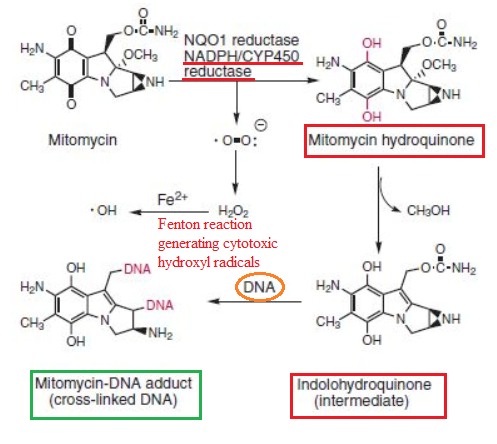 O
O
O·C·NH₂
H₂N
OCH₃
CH₃
N
NH
O
Mitomycin
NQO1 reductase
NADPH/CYP450
reductase
OH
O
O·C·NH₂
H₂N
OCH₃
CH₃
N
NH
OH
Mitomycin hydroquinone
⊖
·O=O:
CH₃OH
·OH
Fe²⁺
H₂O₂
Fenton reaction
generating cytotoxic
hydroxyl radicals
OH
DNA
H₂N
DNA
CH₃
N
NH₂
OH
DNA
OH
O
O·C·NH₂
H₂N
CH₃
N
NH
OH
Mitomycin-DNA adduct
(cross-linked DNA)
Indolohydroquinone
(intermediate)